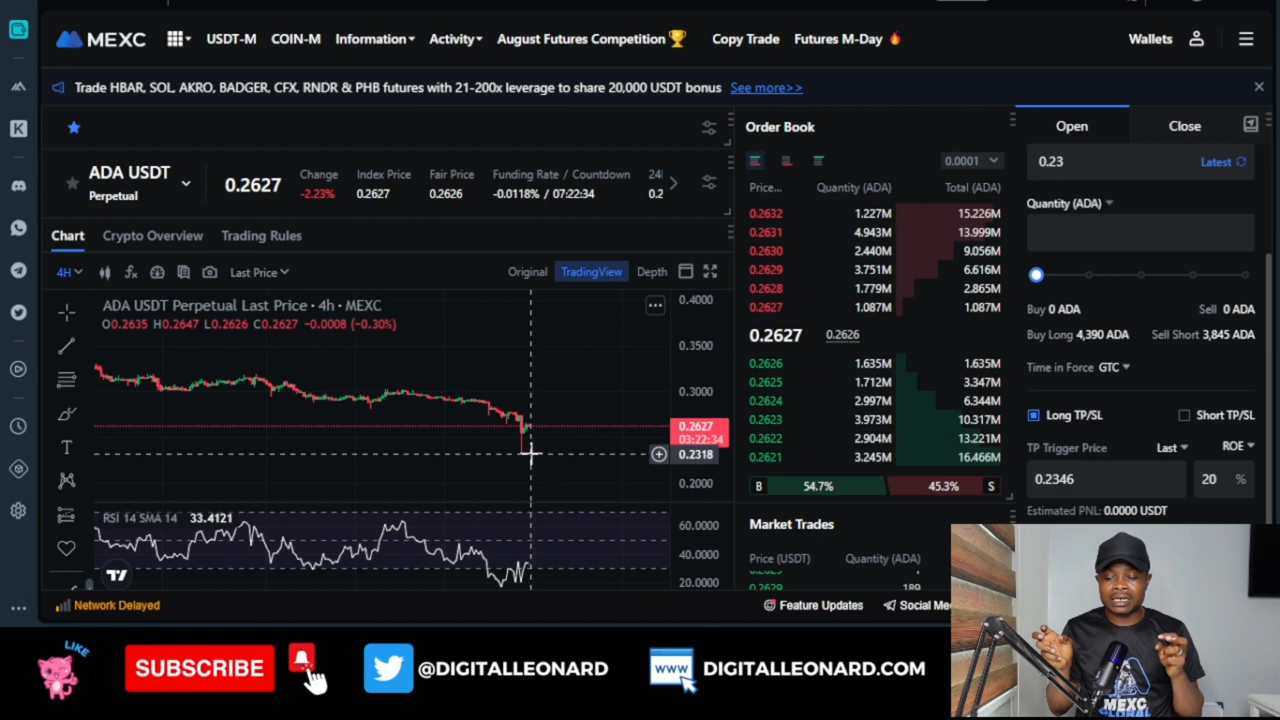 MEXC
USDT-M
COIN-M
Information
Activity
August Futures Competition
Copy Trade
Futures M-Day
Wallets
Trade HBAR, SOL, AKRO, BADGER, CFX, RNDR & PHB futures with 21-200x leverage to share 20,000 USDT bonus See more>>
ADA USDT
Perpetual
0.2627
Change
-2.23%
Index Price
0.2627
Fair Price
0.2626
Funding Rate / Countdown
-0.0118% / 07:22:34
24
0.2
Chart
Crypto Overview
Trading Rules
4H
Last Price
Original
TradingView
Depth
ADA USDT Perpetual Last Price · 4h · MEXC
O0.2635 H0.2647 L0.2626 C0.2627 -0.0008 (-0.30%)
0.4000
0.3500
0.3000
0.2627
03:22:34
0.2318
0.2000
RSI 14 SMA 14 33.4121
60.0000
40.0000
20.0000
Network Delayed
Order Book
0.0001
Price... Quantity (ADA) Total (ADA)
0.2632 1.227M 15.226M
0.2631 4.943M 13.999M
0.2630 2.440M 9.056M
0.2629 3.751M 6.616M
0.2628 1.779M 2.865M
0.2627 1.087M 1.087M
0.2627 0.2626
0.2626 1.635M 1.635M
0.2625 1.712M 3.347M
0.2624 2.997M 6.344M
0.2623 3.973M 10.317M
0.2622 2.904M 13.221M
0.2621 3.245M 16.466M
B 54.7% 45.3% S
Market Trades
Price (USDT) Quantity (ADA)
0.2629 189
Feature Updates
Social Me
Open
Close
0.23 Latest
Quantity (ADA)
Buy 0 ADA Sell 0 ADA
Buy Long 4,390 ADA Sell Short 3,845 ADA
Time in Force GTC
Long TP/SL Short TP/SL
TP Trigger Price Last ROE
0.2346 20 %
Estimated PNL: 0.0000 USDT
LIKE
SUBSCRIBE
@DIGITALLEONARD
WWW
DIGITALLEONARD.COM
MEXC
GLOBAL